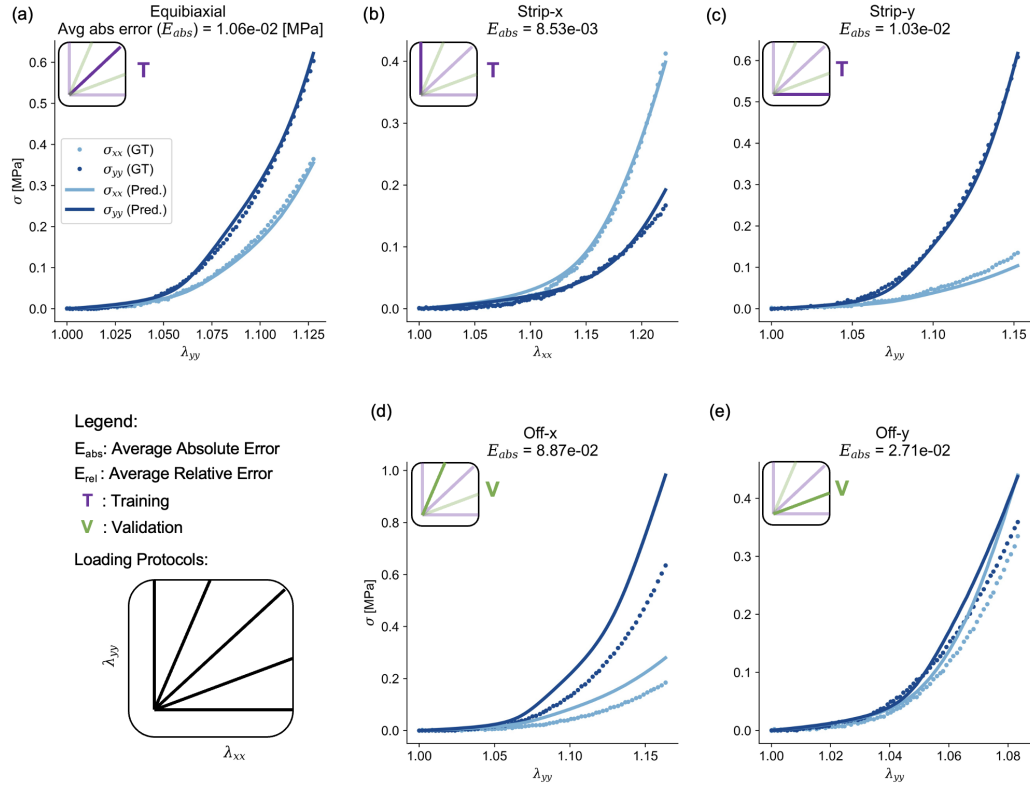 (a)
Equibiaxial
Avg abs error (E_abs) = 1.06e-02 [MPa]
T
σ_xx (GT)
σ_yy (GT)
σ_xx (Pred.)
σ_yy (Pred.)
σ [MPa]
0.6
0.5
0.4
0.3
0.2
0.1
0.0
1.000 1.025 1.050 1.075 1.100 1.125
λ_yy
(b)
Strip-x
E_abs = 8.53e-03
T
0.4
0.3
0.2
0.1
0.0
1.00 1.05 1.10 1.15 1.20
λ_xx
(c)
Strip-y
E_abs = 1.03e-02
T
0.6
0.5
0.4
0.3
0.2
0.1
0.0
1.00 1.05 1.10 1.15
λ_yy
Legend:
E_abs: Average Absolute Error
E_rel: Average Relative Error
T : Training
V : Validation
Loading Protocols:
λ_yy
λ_xx
(d)
Off-x
E_abs = 8.87e-02
V
σ [MPa]
1.0
0.8
0.6
0.4
0.2
0.0
1.00 1.05 1.10 1.15
λ_yy
(e)
Off-y
E_abs = 2.71e-02
V
0.4
0.3
0.2
0.1
0.0
1.00 1.02 1.04 1.06 1.08
λ_yy